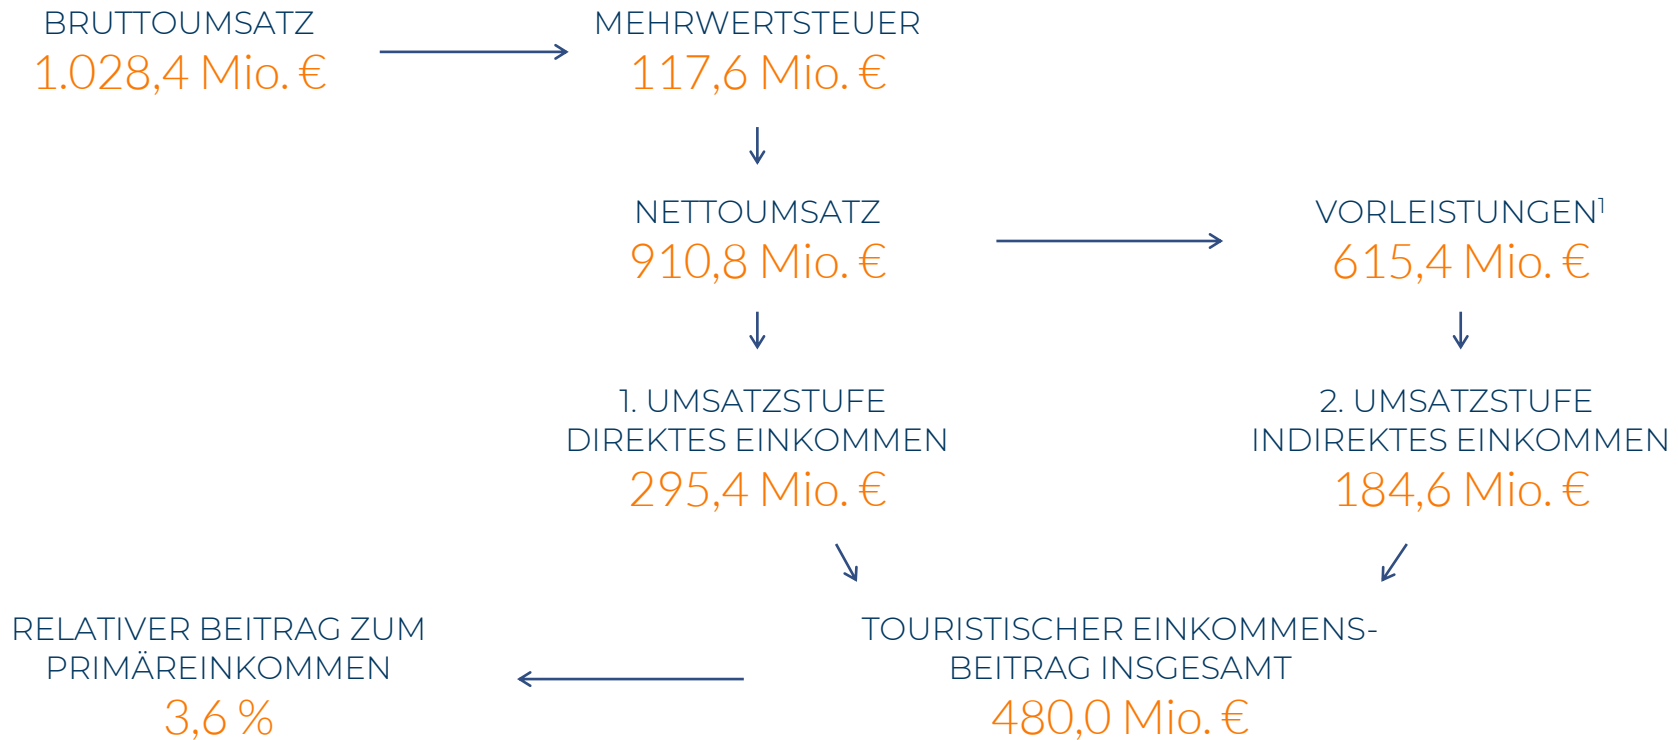 BRUTTOUMSATZ
1.028,4 Mio. €
MEHRWERTSTEUER
117,6 Mio. €
NETTOUMSATZ
910,8 Mio. €
VORLEISTUNGEN¹
615,4 Mio. €
1. UMSATZSTUFE
DIREKTES EINKOMMEN
295,4 Mio. €
2. UMSATZSTUFE
INDIREKTES EINKOMMEN
184,6 Mio. €
RELATIVER BEITRAG ZUM
PRIMÄREINKOMMEN
3,6 %
TOURISTISCHER EINKOMMENS-
BEITRAG INSGESAMT
480,0 Mio. €